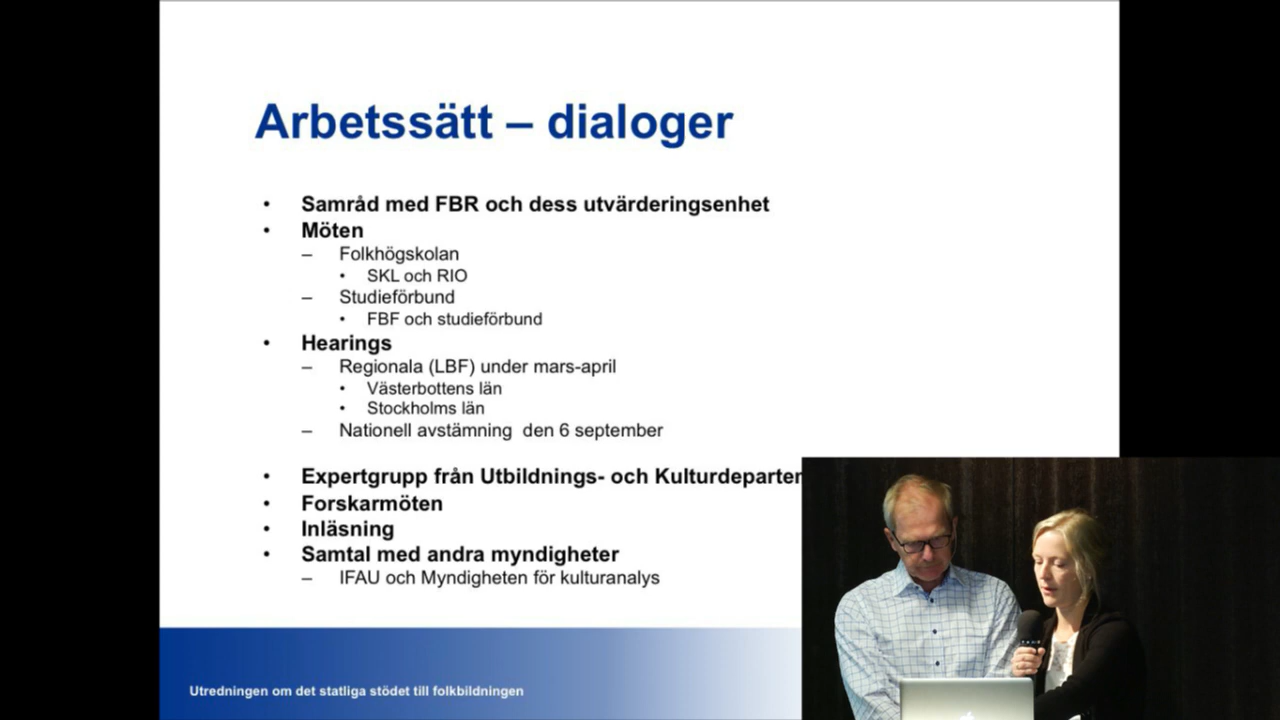 Arbetssätt – dialoger
• Samråd med FBR och dess utvärderingsenhet
• Möten
– Folkhögskolan
• SKL och RIO
– Studieförbund
• FBF och studieförbund
• Hearings
– Regionala (LBF) under mars-april
• Västerbottens län
• Stockholms län
– Nationell avstämning den 6 september
• Expertgrupp från Utbildnings- och
• Forskarmöten
• Inläsning
• Samtal med andra myndigheter
– IFAU och Myndigheten för kulturanalys
Utredningen om det statliga stödet till folkbildningen